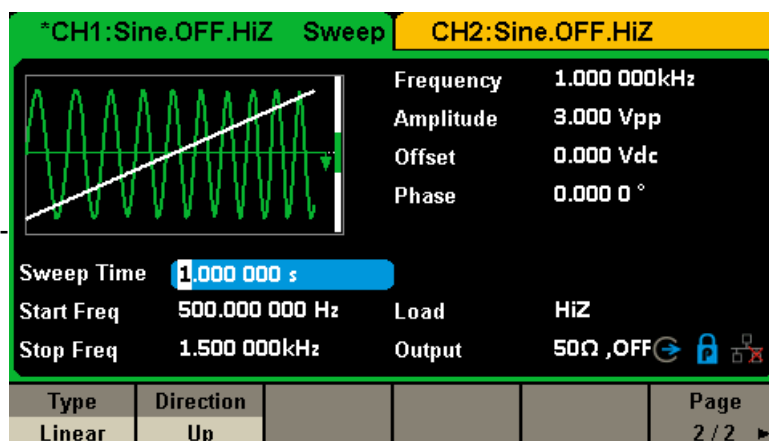 *CH1:Sine.OFF.HiZ Sweep CH2:Sine.OFF.HiZ
Frequency 1.000 000kHz
Amplitude 3.000 Vpp
Offset 0.000 Vdc
Phase 0.000 0 °
Sweep Time 1.000 000 s
Start Freq 500.000 000 Hz Load HiZ
Stop Freq 1.500 000kHz Output 50Ω ,OFF P
Type Direction Page
Linear Up 2/2 ►